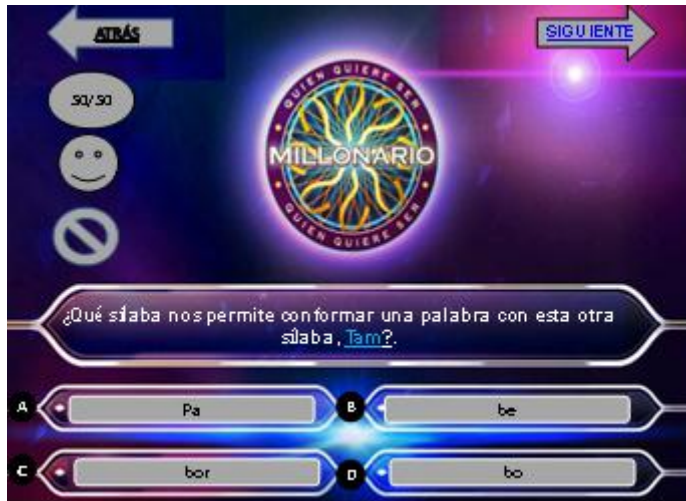 ATRÁS
SIGUIENTE
50/50
QUIEN QUIERE SER
MILLONARIO
QUIEN QUIERE SER
¿Qué sílaba nos permite conformar una palabra con esta otra
sílaba, Tam?.
A Pa
B be
C bor
D bo